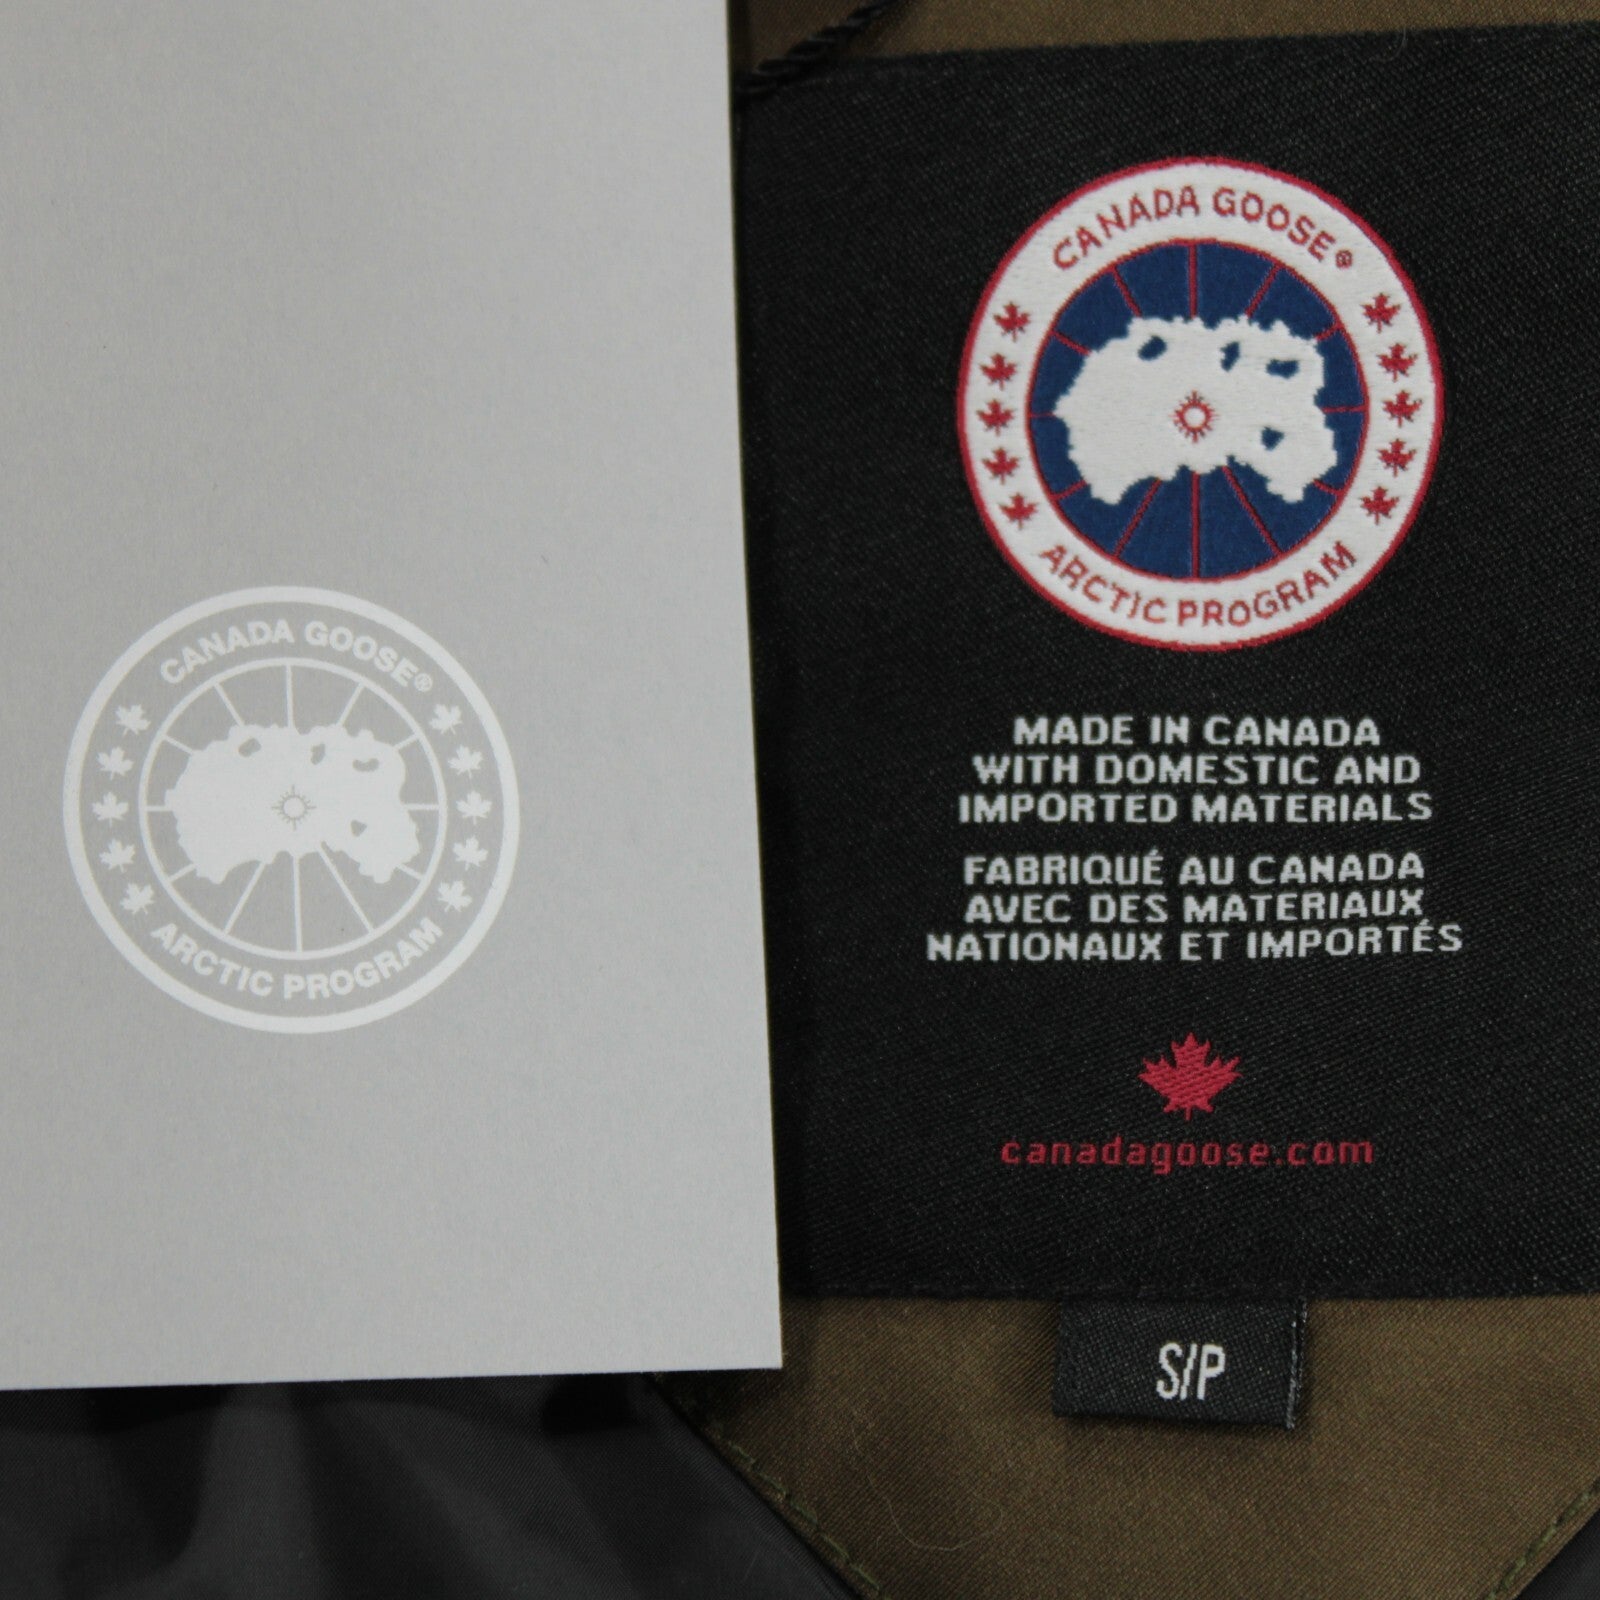 CANADA GOOSE®
ARCTIC PROGRAM
CANADA GOOSE®
ARCTIC PROGRAM
MADE IN CANADA
WITH DOMESTIC AND
IMPORTED MATERIALS
FABRIQUÉ AU CANADA
AVEC DES MATERIAUX
NATIONAUX ET IMPORTÉS
canadagoose.com
S/P